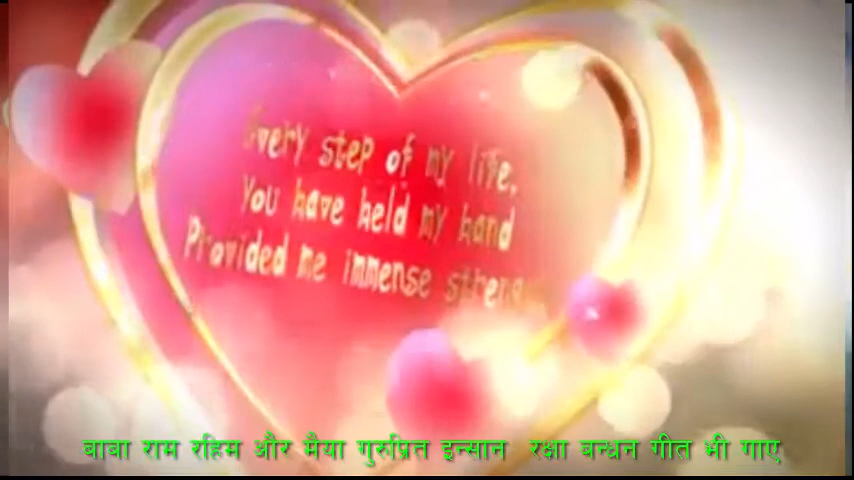 Every step of my life,
You have held my hand
Provided me immense
बाबा राम रहिम और मैया गुरुप्रित इन्सान रक्षा बन्धन गीत भी गाए